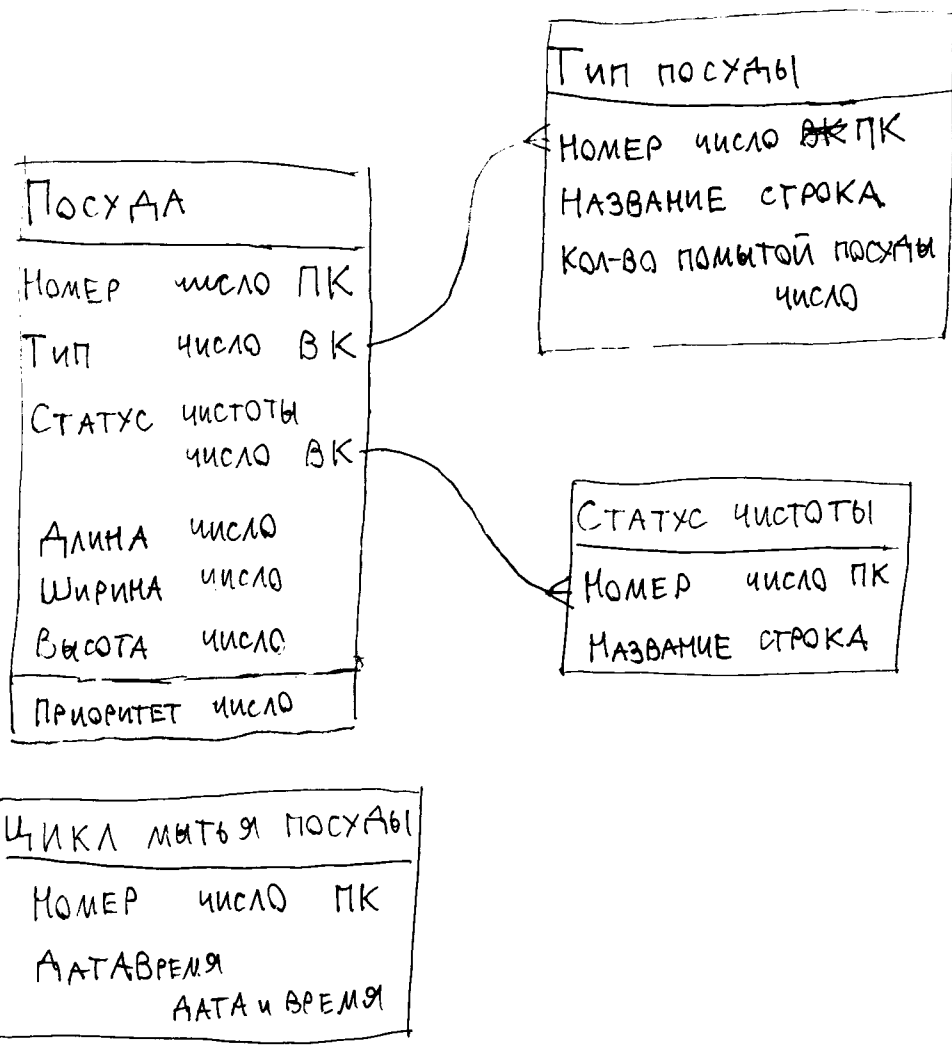 Тип посуды
Номер число ВК ПК
Название строка
Кол-во помытой посуды
число
Посуда
Номер число ПК
Тип число ВК
Статус чистоты
число ВК
Длина число
Ширина число
Высота число
Приоритет число
Статус чистоты
Номер число ПК
Название строка
Цикл мытья посуды
Номер число ПК
ДатаВремя
Дата и время